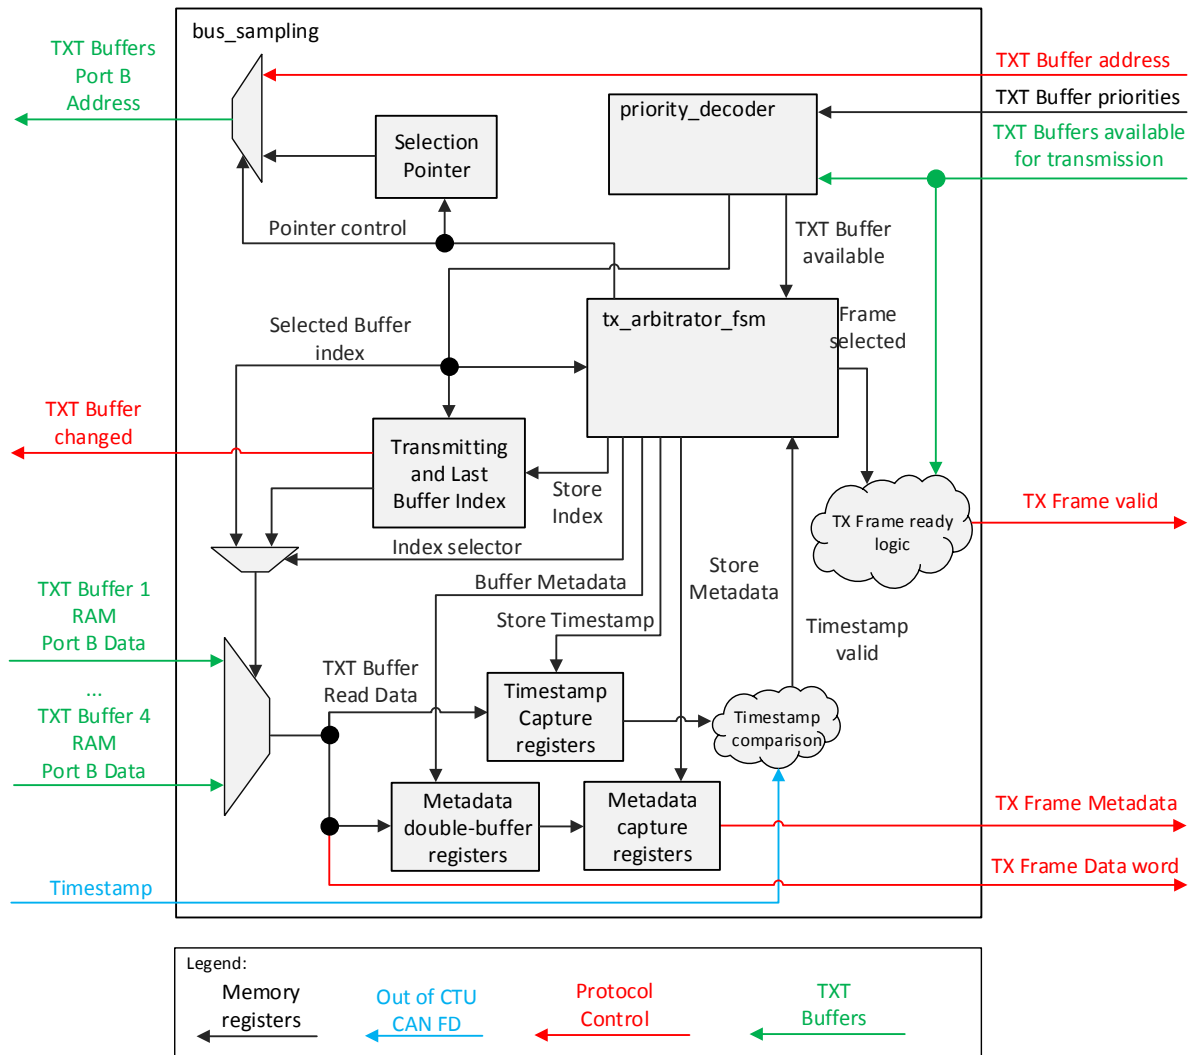 bus_sampling
TXT Buffers
Port B
Address
TXT Buffer address
TXT Buffer priorities
TXT Buffers available
for transmission
priority_decoder
Selection
Pointer
Pointer control
TXT Buffer
available
Selected Buffer
index
tx_arbitrator_fsm
Frame
selected
TXT Buffer
changed
Transmitting
and Last
Buffer Index
Store
Index
TX Frame ready
logic
TX Frame valid
Index selector
Buffer Metadata
Store
Metadata
Store Timestamp
Timestamp
valid
TXT Buffer 1
RAM
Port B Data
...
TXT Buffer 4
RAM
Port B Data
TXT Buffer
Read Data
Timestamp
Capture
registers
Timestamp
comparison
Metadata
double-buffer
registers
Metadata
capture
registers
TX Frame Metadata
TX Frame Data word
Timestamp
Legend:
Memory
registers
Out of CTU
CAN FD
Protocol
Control
TXT
Buffers